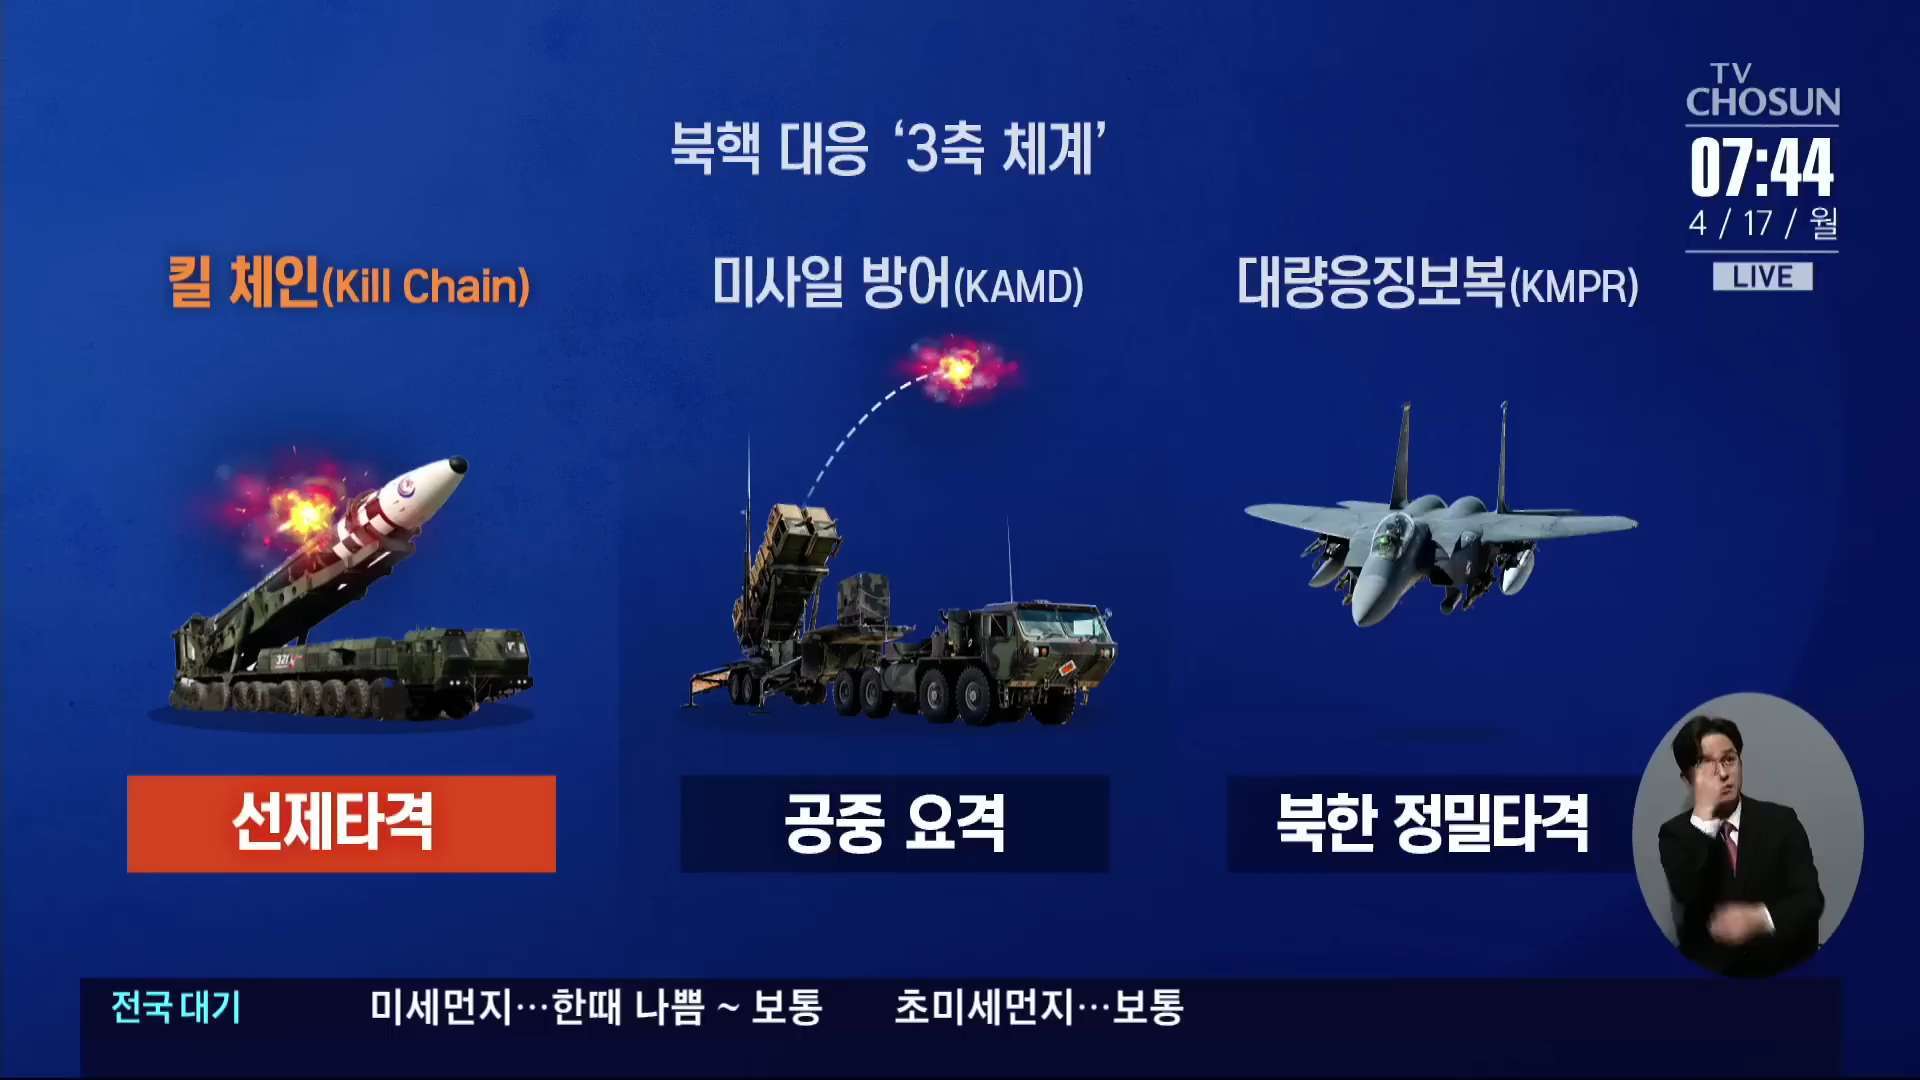 TV
CHOSUN
07:44
4 / 17 / 월
LIVE
북핵 대응 ‘3축 체계’
킬 체인(Kill Chain)
미사일 방어(KAMD)
대량응징보복(KMPR)
321
선제타격
공중 요격
북한 정밀타격
전국 대기 미세먼지…한때 나쁨 ~ 보통 초미세먼지…보통